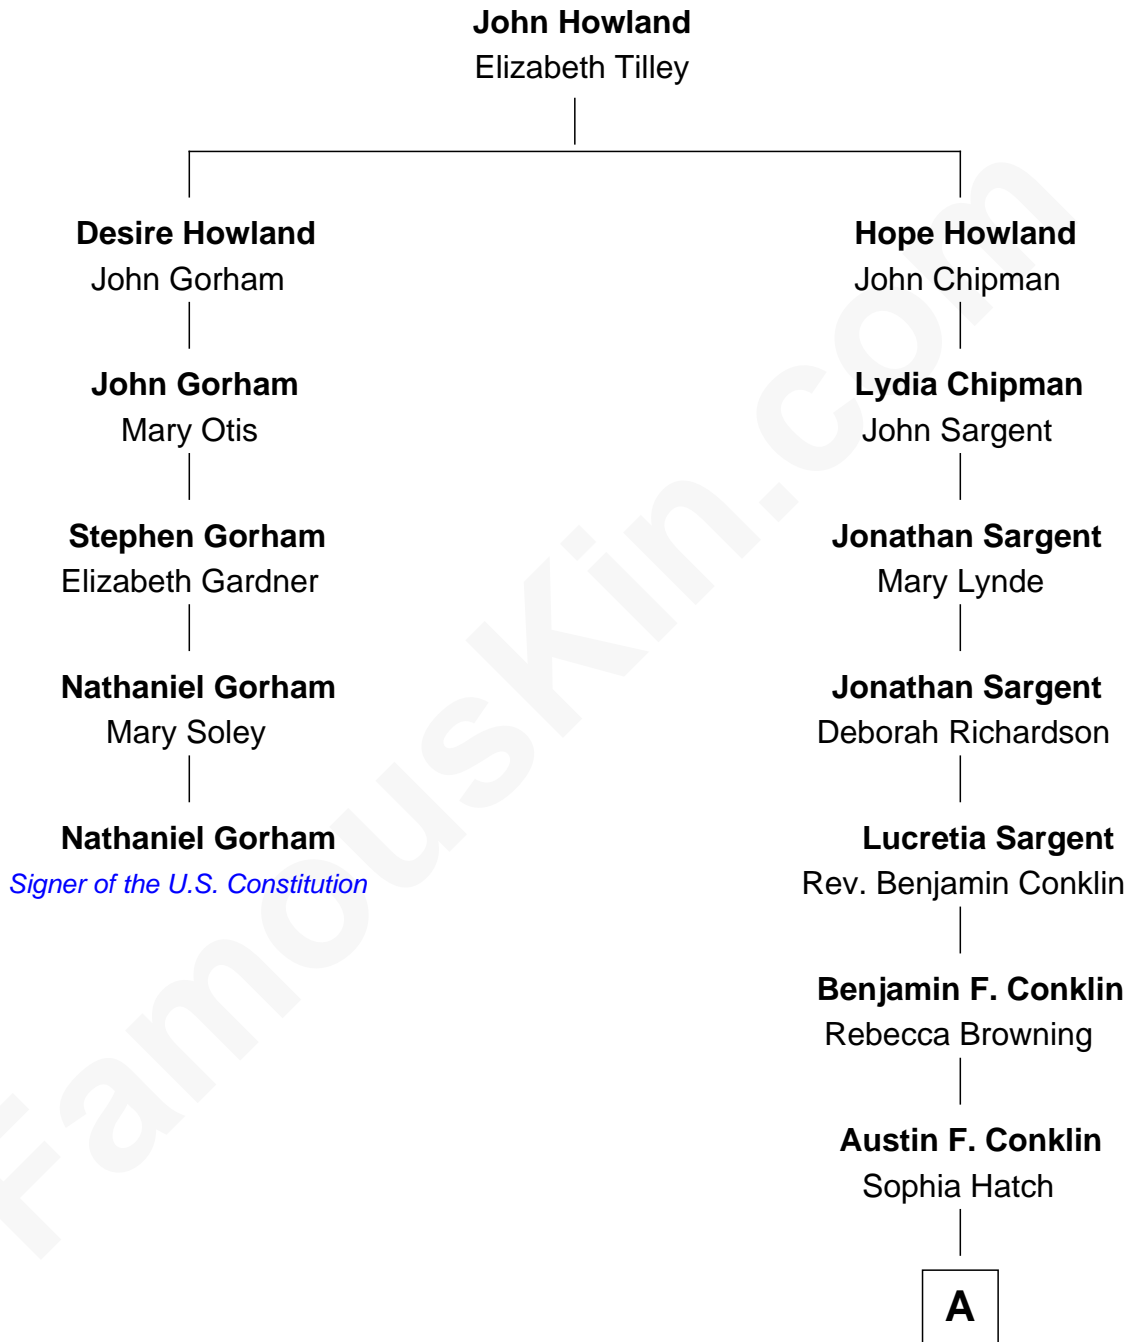 John Howland
Elizabeth Tilley
Desire Howland
John Gorham
Hope Howland
John Chipman
John Gorham
Mary Otis
Lydia Chipman
John Sargent
Stephen Gorham
Elizabeth Gardner
Jonathan Sargent
Mary Lynde
Nathaniel Gorham
Mary Soley
Jonathan Sargent
Deborah Richardson
Nathaniel Gorham
Signer of the U.S. Constitution
Lucretia Sargent
Rev. Benjamin Conklin
Benjamin F. Conklin
Rebecca Browning
Austin F. Conklin
Sophia Hatch
A
FamousKin.com